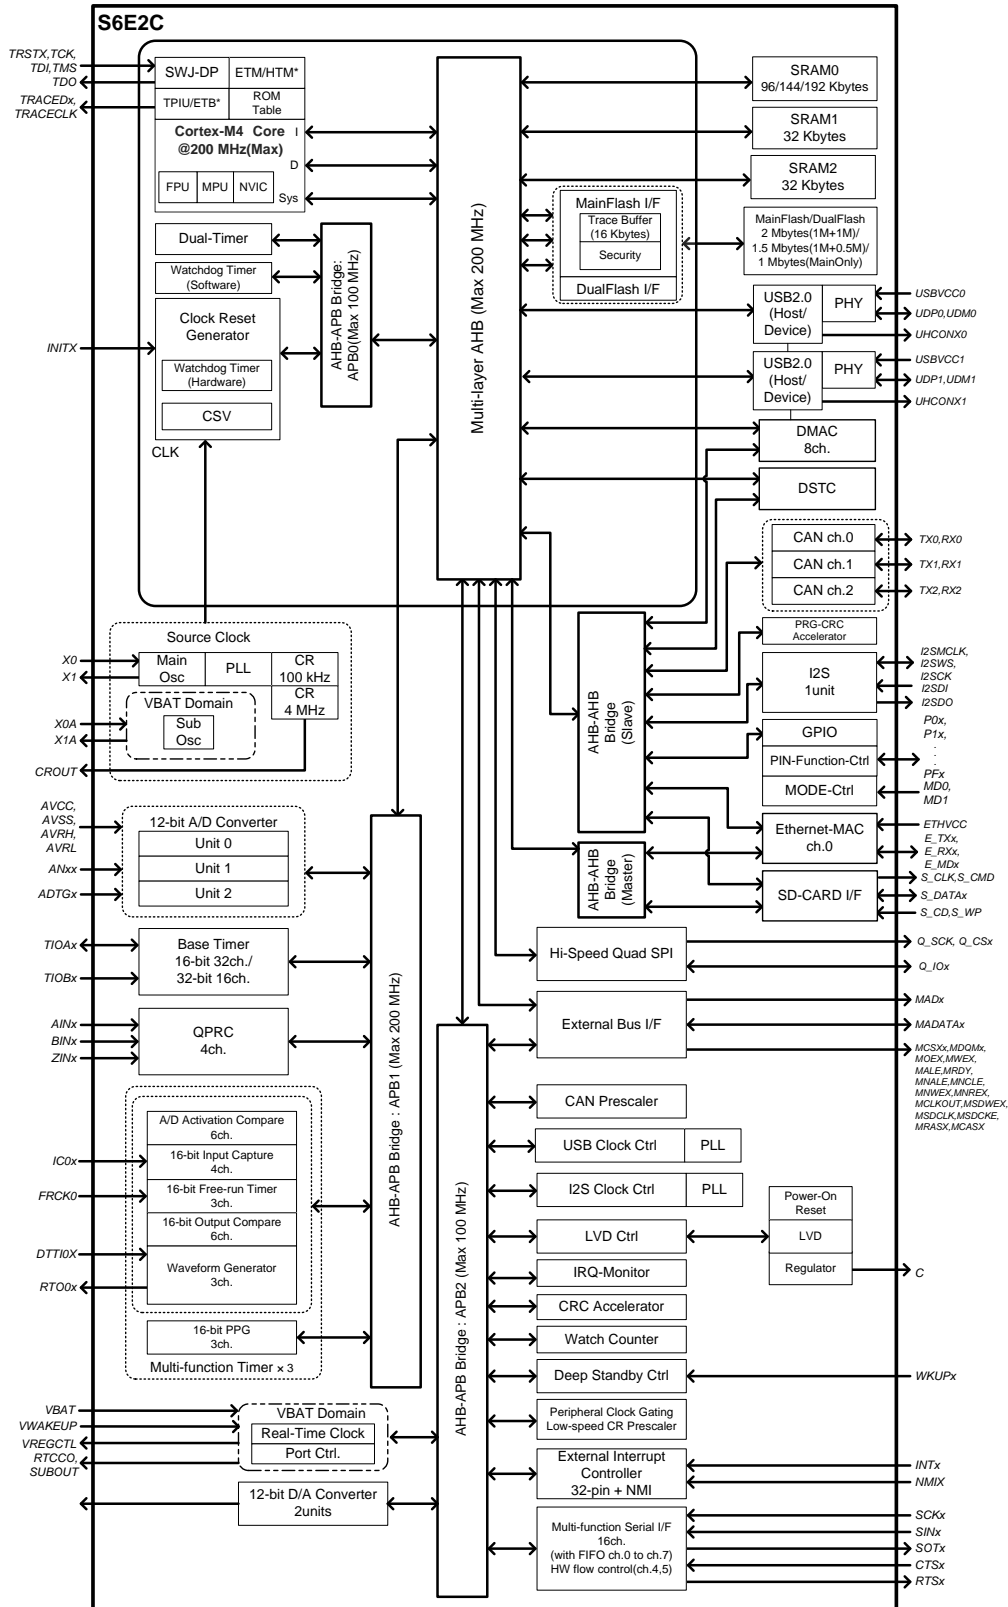 S6E2C
TRSTX,TCK,
TDI,TMS
TDO
TRACEDx,
TRACECLK
SWJ-DP
ETM/HTM*
TPIU/ETB*
ROM
Table
Cortex-M4 Core
@200 MHz(Max)
I
D
Sys
FPU
MPU
NVIC
Dual-Timer
Watchdog Timer
(Software)
Clock Reset
Generator
Watchdog Timer
(Hardware)
CSV
CLK
INITX
AHB-APB Bridge:
APB0(Max 100 MHz)
Multi-layer AHB (Max 200 MHz)
MainFlash I/F
Trace Buffer
(16 Kbytes)
Security
DualFlash I/F
SRAM0
96/144/192 Kbytes
SRAM1
32 Kbytes
SRAM2
32 Kbytes
MainFlash/DualFlash
2 Mbytes(1M+1M)/
1.5 Mbytes(1M+0.5M)/
1 Mbytes(MainOnly)
USB2.0
(Host/
Device)
PHY
USBVCC0
UDP0,UDM0
UHCONX0
USB2.0
(Host/
Device)
PHY
USBVCC1
UDP1,UDM1
UHCONX1
DMAC
8ch.
DSTC
CAN ch.0
CAN ch.1
CAN ch.2
TX0,RX0
TX1,RX1
TX2,RX2
PRG-CRC
Accelerator
I2S
1unit
I2SMCLK,
I2SWS,
I2SCK
I2SDI
I2SDO
GPIO
PIN-Function-Ctrl
MODE-Ctrl
P0x,
P1x,
.
.
.
PFx
MD0,
MD1
Ethernet-MAC
ch.0
ETHVCC
E_TXx,
E_RXx,
E_MDx
SD-CARD I/F
S_CLK,S_CMD
S_DATAx
S_CD,S_WP
AHB-AHB
Bridge
(Slave)
AHB-AHB
Bridge
(Master)
Source Clock
X0
X1
Main
Osc
PLL
CR
100 kHz
CR
4 MHz
VBAT Domain
Sub
Osc
X0A
X1A
CROUT
AVCC,
AVSS,
AVRH,
AVRL
ANxx
ADTGx
12-bit A/D Converter
Unit 0
Unit 1
Unit 2
TIOAx
TIOBx
Base Timer
16-bit 32ch./
32-bit 16ch.
AINx
BINx
ZINx
QPRC
4ch.
A/D Activation Compare
6ch.
16-bit Input Capture
4ch.
16-bit Free-run Timer
3ch.
16-bit Output Compare
6ch.
Waveform Generator
3ch.
16-bit PPG
3ch.
Multi-function Timer × 3
IC0x
FRCK0
DTTI0X
RTO0x
AHB-APB Bridge : APB1 (Max 200 MHz)
VBAT
VWAKEUP
VREGCTL
RTCCO,
SUBOUT
VBAT Domain
Real-Time Clock
Port Ctrl.
12-bit D/A Converter
2units
AHB-APB Bridge : APB2 (Max 100 MHz)
Hi-Speed Quad SPI
Q_SCK, Q_CSx
Q_IOx
External Bus I/F
MADx
MADATAx
MCSXx,MDQMx,
MOEX,MWEX,
MALE,MRDY,
MNALE,MNCLE,
MNWEX,MNREX,
MCLKOUT,MSDWEX,
MSDCLK,MSDCKE,
MRASX,MCASX
CAN Prescaler
USB Clock Ctrl
PLL
I2S Clock Ctrl
PLL
LVD Ctrl
Power-On
Reset
LVD
Regulator
C
IRQ-Monitor
CRC Accelerator
Watch Counter
Deep Standby Ctrl
WKUPx
Peripheral Clock Gating
Low-speed CR Prescaler
External Interrupt
Controller
32-pin + NMI
INTx
NMIX
Multi-function Serial I/F
16ch.
(with FIFO ch.0 to ch.7)
HW flow control(ch.4,5)
SCKx
SINx
SOTx
CTSx
RTSx